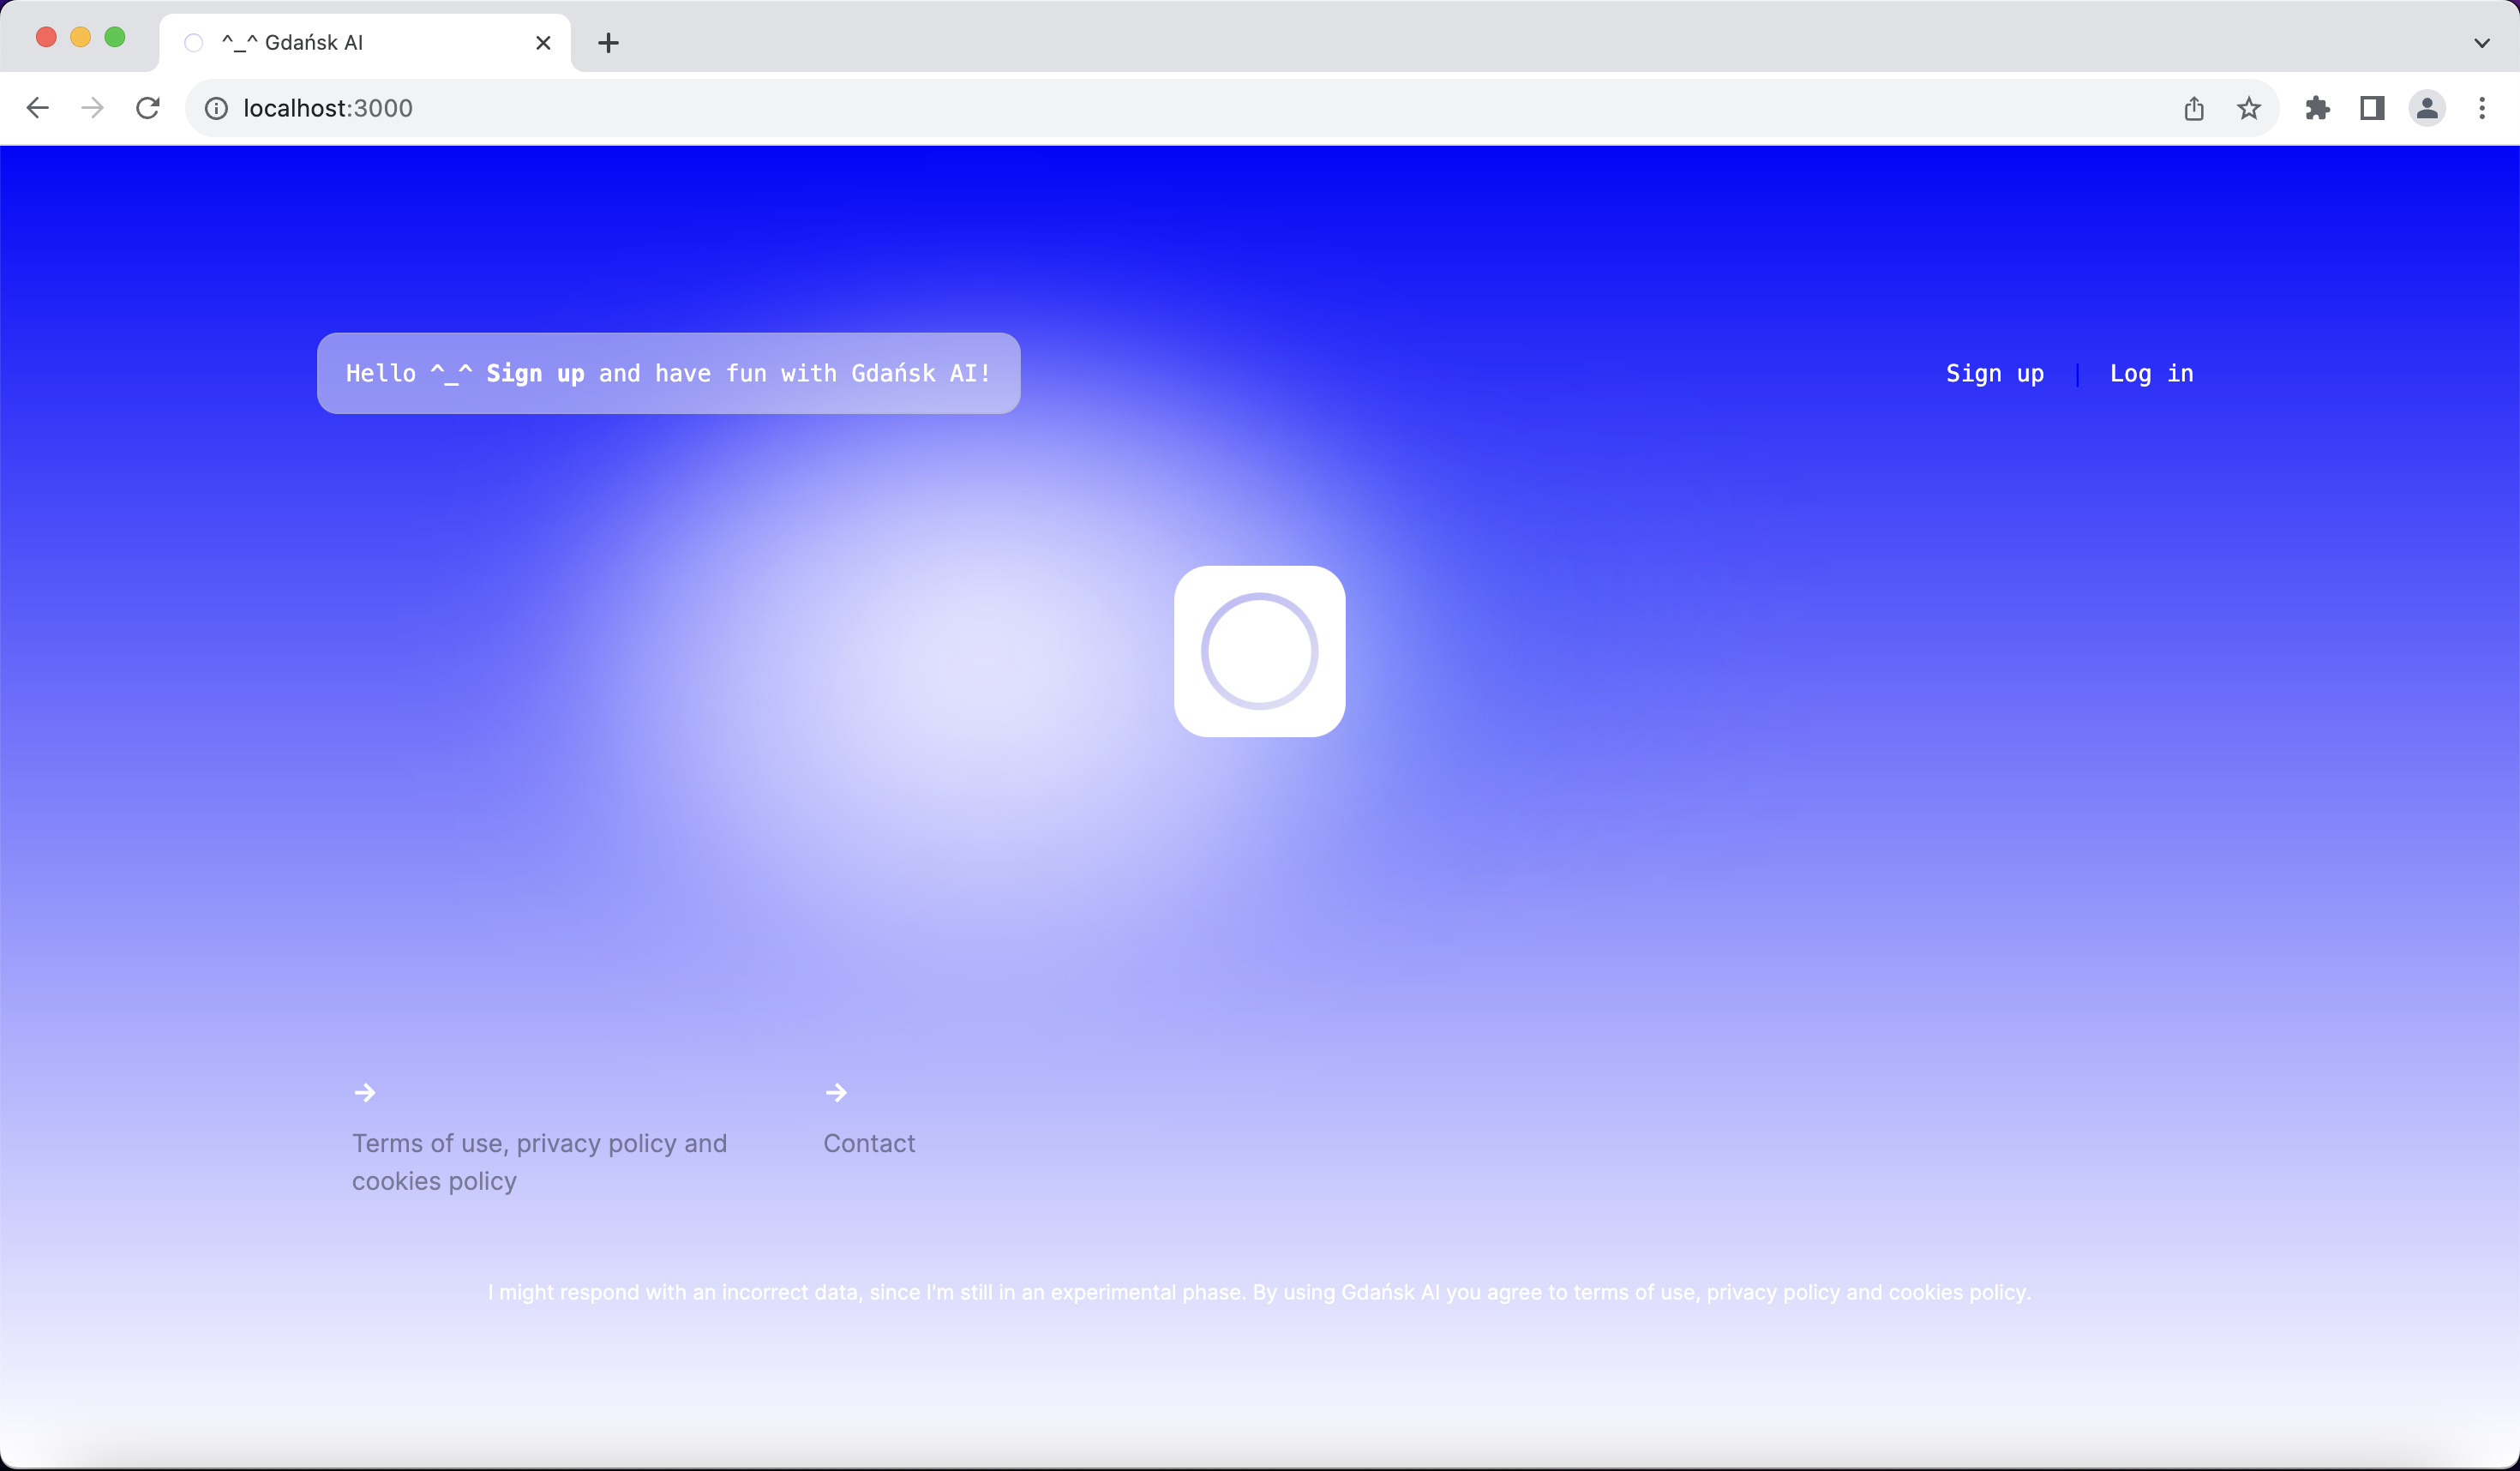 ^_^ Gdańsk AI
localhost:3000
Hello ^_^ Sign up and have fun with Gdańsk AI!
Sign up | Log in
Terms of use, privacy policy and
cookies policy
Contact
I might respond with an incorrect data, since I'm still in an experimental phase. By using Gdańsk AI you agree to terms of use, privacy policy and cookies policy.